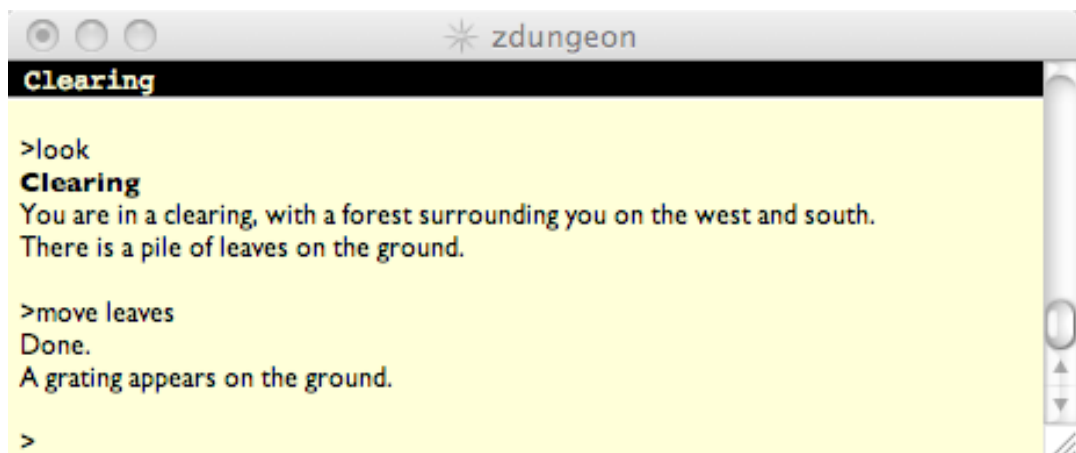 zdungeon
Clearing
>look
Clearing
You are in a clearing, with a forest surrounding you on the west and south.
There is a pile of leaves on the ground.
>move leaves
Done.
A grating appears on the ground.
>